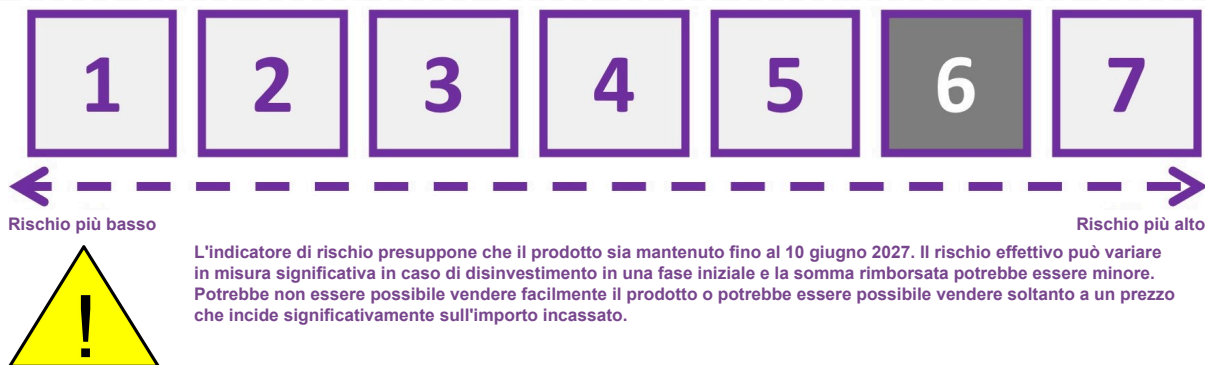 1 2 3 4 5 6 7
Rischio più basso Rischio più alto
L'indicatore di rischio presuppone che il prodotto sia mantenuto fino al 10 giugno 2027. Il rischio effettivo può variare
in misura significativa in caso di disinvestimento in una fase iniziale e la somma rimborsata potrebbe essere minore.
Potrebbe non essere possibile vendere facilmente il prodotto o potrebbe essere possibile vendere soltanto a un prezzo
che incide significativamente sull'importo incassato.
!